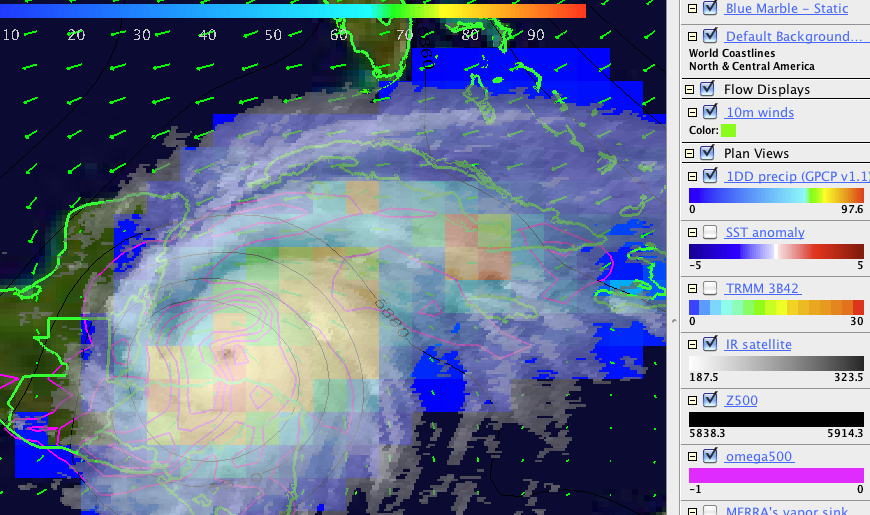 10 20 30 40 50 60 70 80 90
5880
Blue Marble – Static
Default Background...
World Coastlines
North & Central America
Flow Displays
10m winds
Color:
Plan Views
1DD precip (GPCP v1.1)
0 97.6
SST anomaly
-5 5
TRMM 3B42
0 30
IR satellite
187.5 323.5
Z500
5838.3 5914.3
omega500
-1 0
MERRA's vapor sink